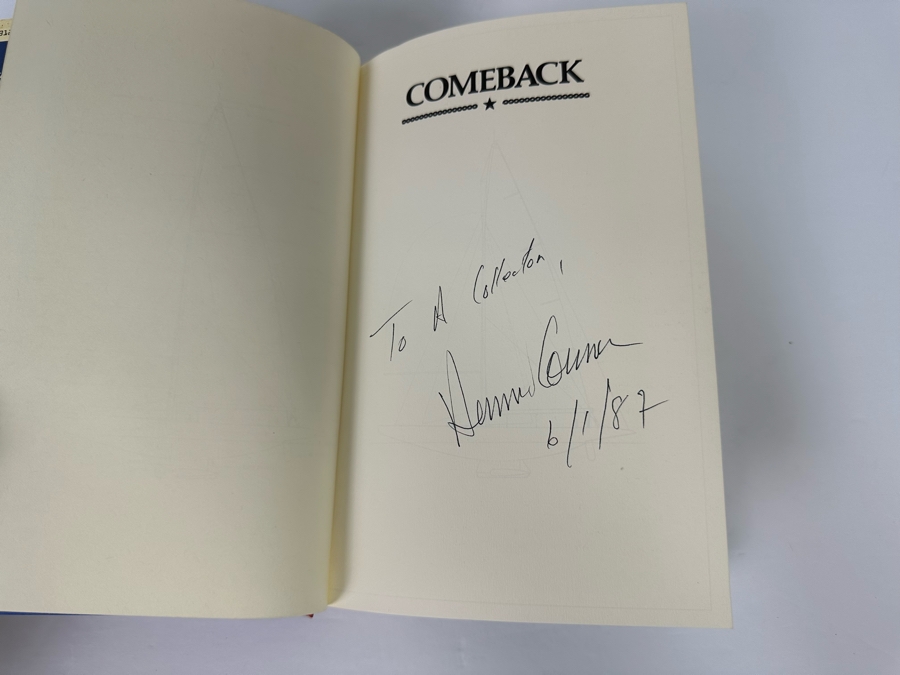 COMEBACK
To A Collector,
Dennis Conner
6/1/87